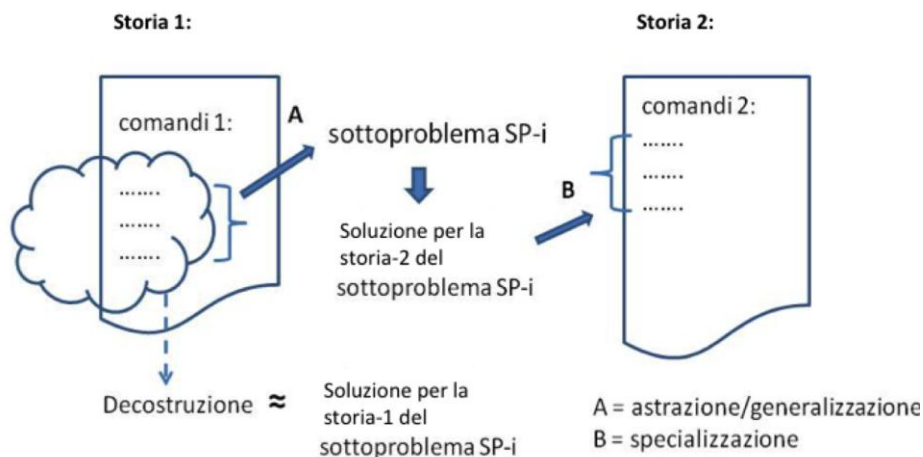 Storia 1:
Storia 2:
comandi 1:
A
comandi 2:
sottoproblema SP-i
.......
.......
.......
.......
.......
.......
B
Soluzione per la
storia-2 del
sottoproblema SP-i
Decostruzione ≈
Soluzione per la
storia-1 del
sottoproblema SP-i
A = astrazione/generalizzazione
B = specializzazione